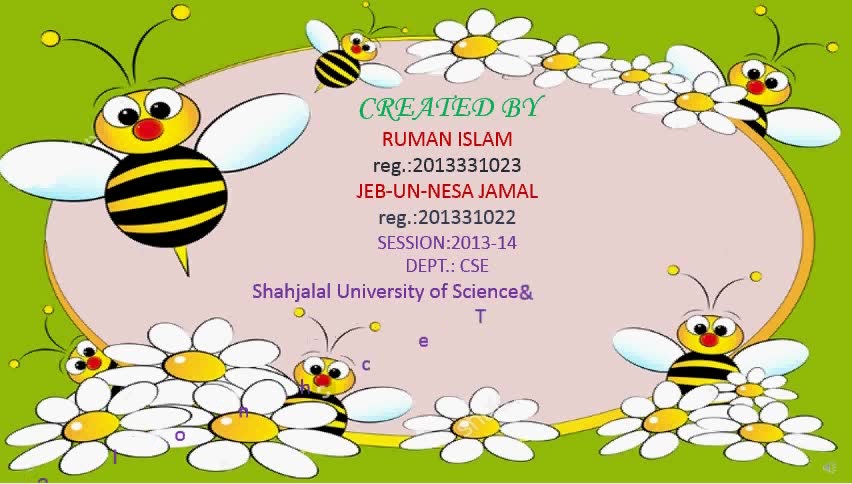 CREATED BY
RUMAN ISLAM
reg.:2013331023
JEB-UN-NESA JAMAL
reg.:201331022
SESSION:2013-14
DEPT.: CSE
Shahjalal University of Science&
T
e
c
h
h
o
l